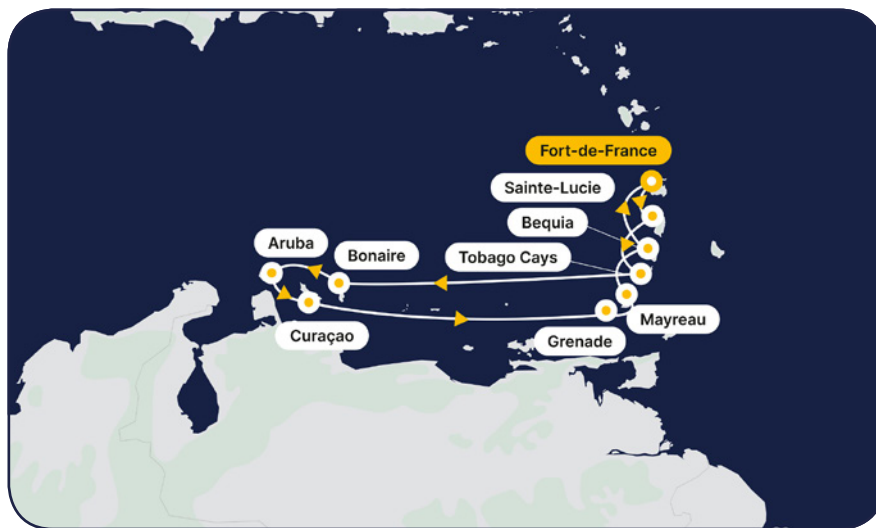 Fort-de-France
Sainte-Lucie
Bequia
Aruba
Bonaire
Tobago Cays
Curaçao
Mayreau
Grenade